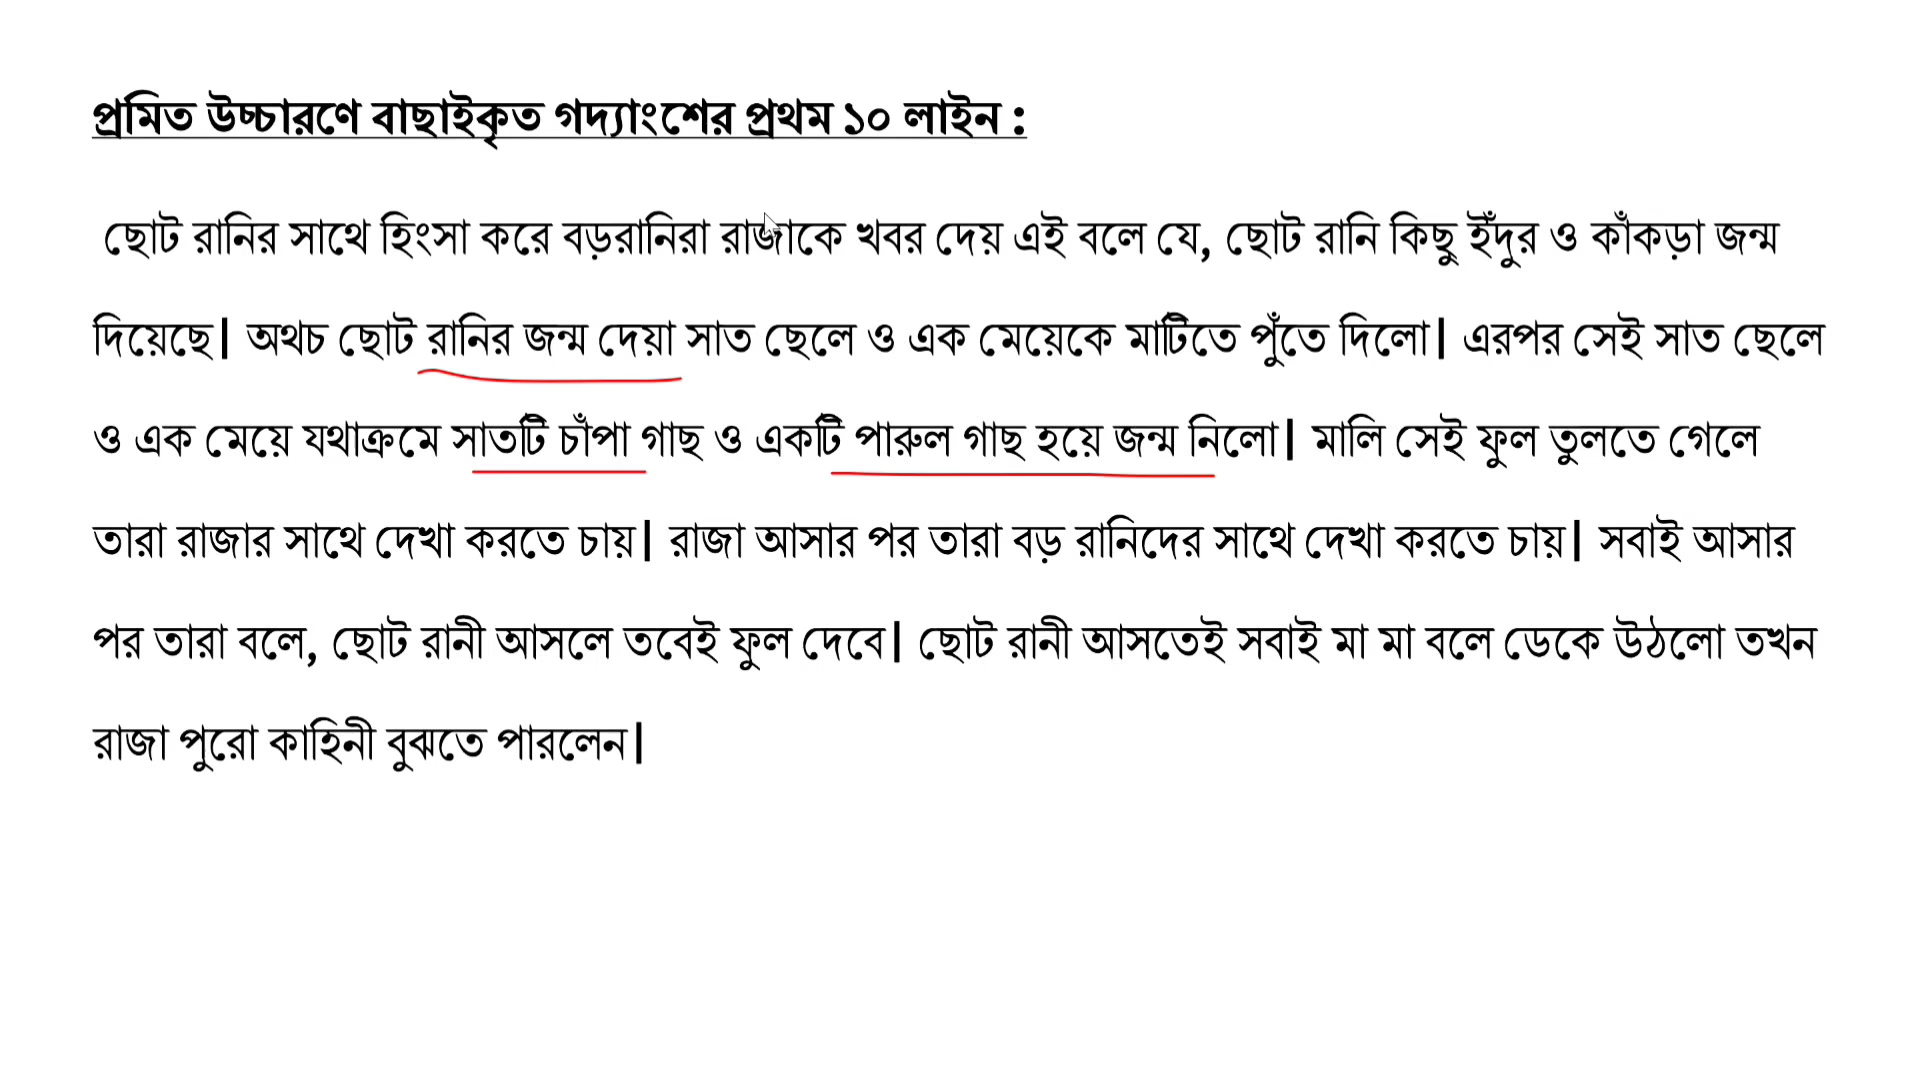 প্রমিত উচ্চারণে বাছাইকৃত গদ্যাংশের প্রথম ১০ লাইন :
ছোট রানির সাথে হিংসা করে বড়রানিরা রাজাকে খবর দেয় এই বলে যে, ছোট রানি কিছু ইঁদুর ও কাঁকড়া জন্ম
দিয়েছে| অথচ ছোট রানির জন্ম দেয়া সাত ছেলে ও এক মেয়েকে মাটিতে পুঁতে দিলো| এরপর সেই সাত ছেলে
ও এক মেয়ে যথাক্রমে সাতটি চাঁপা গাছ ও একটি পারুল গাছ হয়ে জন্ম নিলো| মালি সেই ফুল তুলতে গেলে
তারা রাজার সাথে দেখা করতে চায়| রাজা আসার পর তারা বড় রানিদের সাথে দেখা করতে চায়| সবাই আসার
পর তারা বলে, ছোট রানী আসলে তবেই ফুল দেবে| ছোট রানী আসতেই সবাই মা মা বলে ডেকে উঠলো তখন
রাজা পুরো কাহিনী বুঝতে পারলেন|